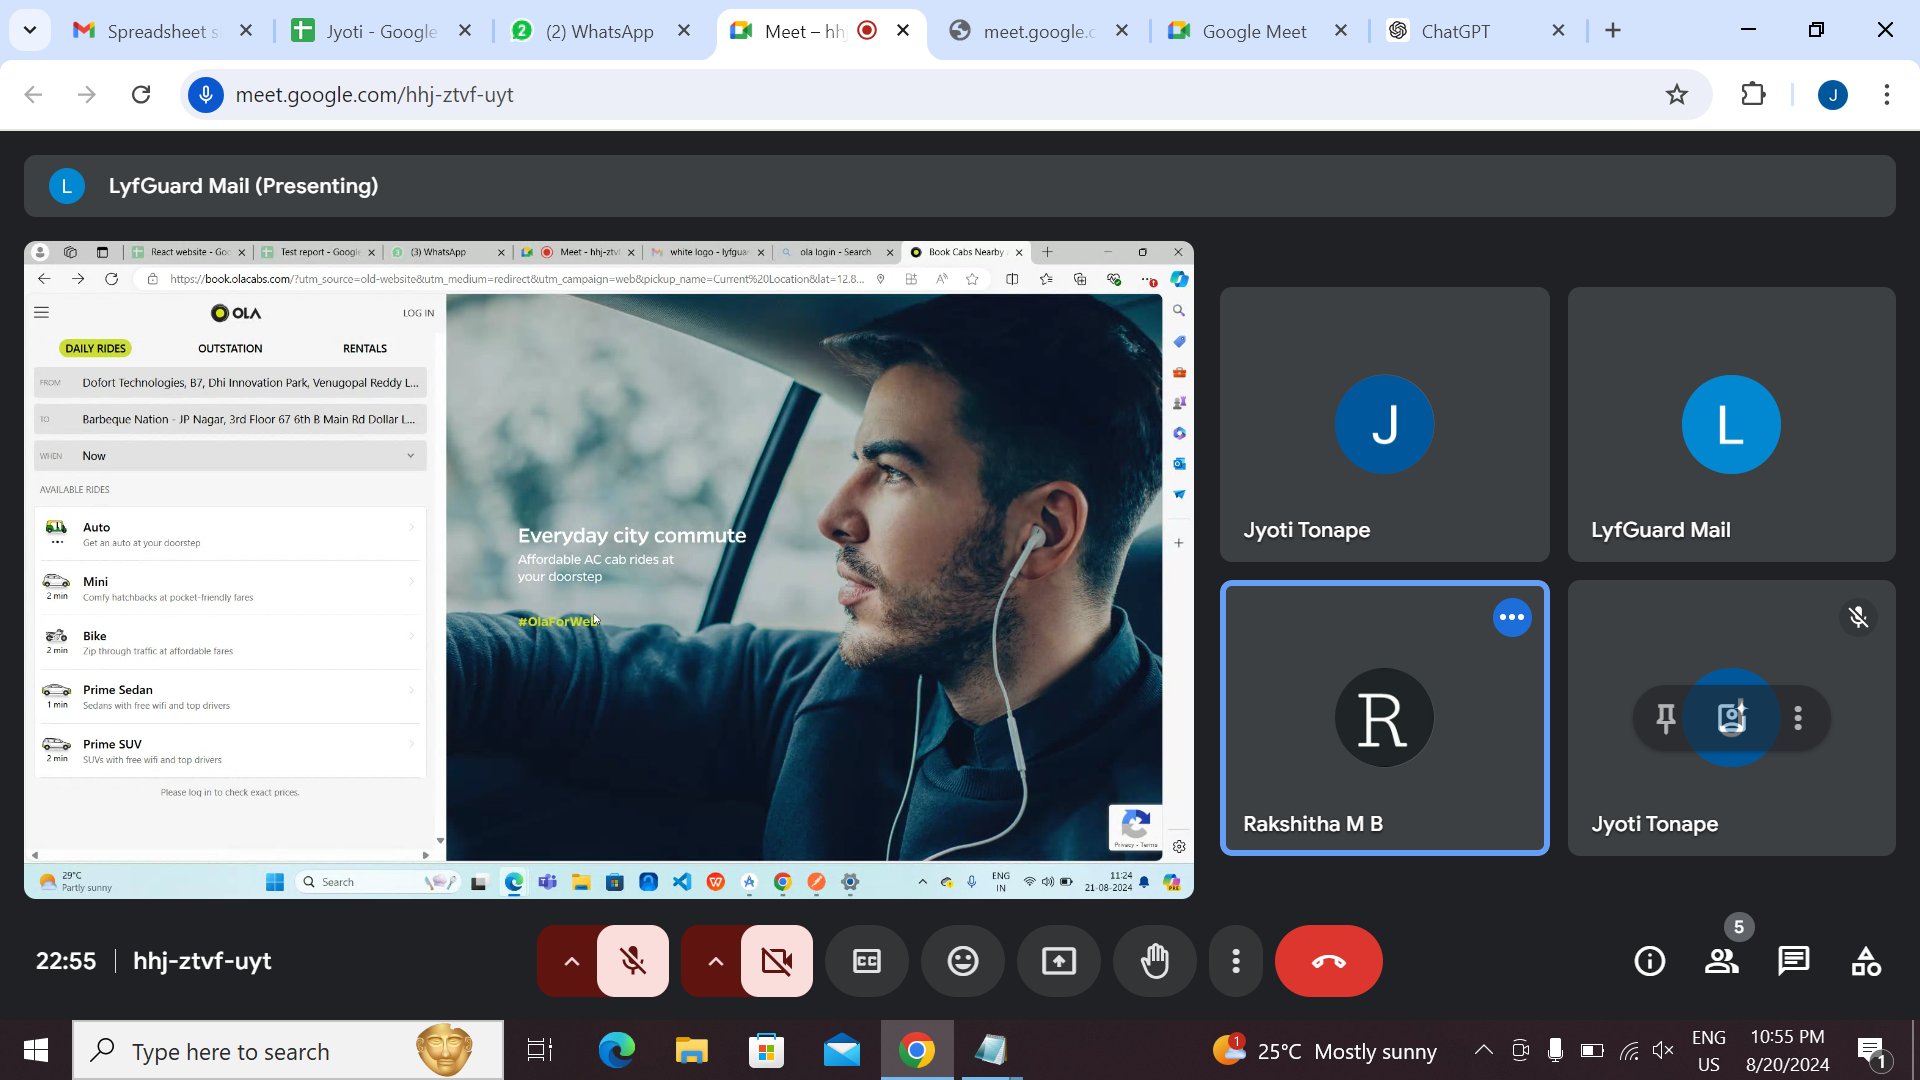 Spreadsheet s
Jyoti - Google
2
(2) WhatsApp
Meet – hhj
meet.google.c
Google Meet
ChatGPT
meet.google.com/hhj-ztvf-uyt
J
L
LyfGuard Mail (Presenting)
React website - Goo
Test report - Google
(3) WhatsApp
Meet - hhj-ztvf
white logo - lyfguar
ola login - Search
Book Cabs Nearby
https://book.olacabs.com/?utm_source=old-website&utm_medium=redirect&utm_campaign=web&pickup_name=Current%20Location&lat=12.8...
OLA
LOG IN
DAILY RIDES
OUTSTATION
RENTALS
FROM
Dofort Technologies, B7, Dhi Innovation Park, Venugopal Reddy L...
TO
Barbeque Nation - JP Nagar, 3rd Floor 67 6th B Main Rd Dollar L...
WHEN
Now
AVAILABLE RIDES
Auto
Get an auto at your doorstep
Mini
2 min
Comfy hatchbacks at pocket-friendly fares
Bike
2 min
Zip through traffic at affordable fares
Prime Sedan
1 min
Sedans with free wifi and top drivers
Prime SUV
2 min
SUVs with free wifi and top drivers
Please log in to check exact prices.
Everyday city commute
Affordable AC cab rides at
your doorstep
#OlaForWeb
Privacy - Terms
29°C
Partly sunny
Search
ENG
IN
11:24
21-08-2024
J
Jyoti Tonape
L
LyfGuard Mail
R
Rakshitha M B
Jyoti Tonape
22:55
hhj-ztvf-uyt
CC
5
Type here to search
1
25°C Mostly sunny
ENG
US
10:55 PM
8/20/2024
1